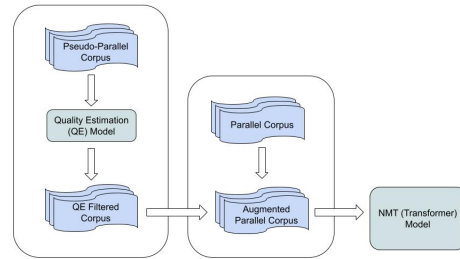 Pseudo-Parallel
Corpus
Quality Estimation
(QE) Model
QE Filtered
Corpus
Parallel Corpus
Augmented
Parallel Corpus
NMT (Transformer)
Model